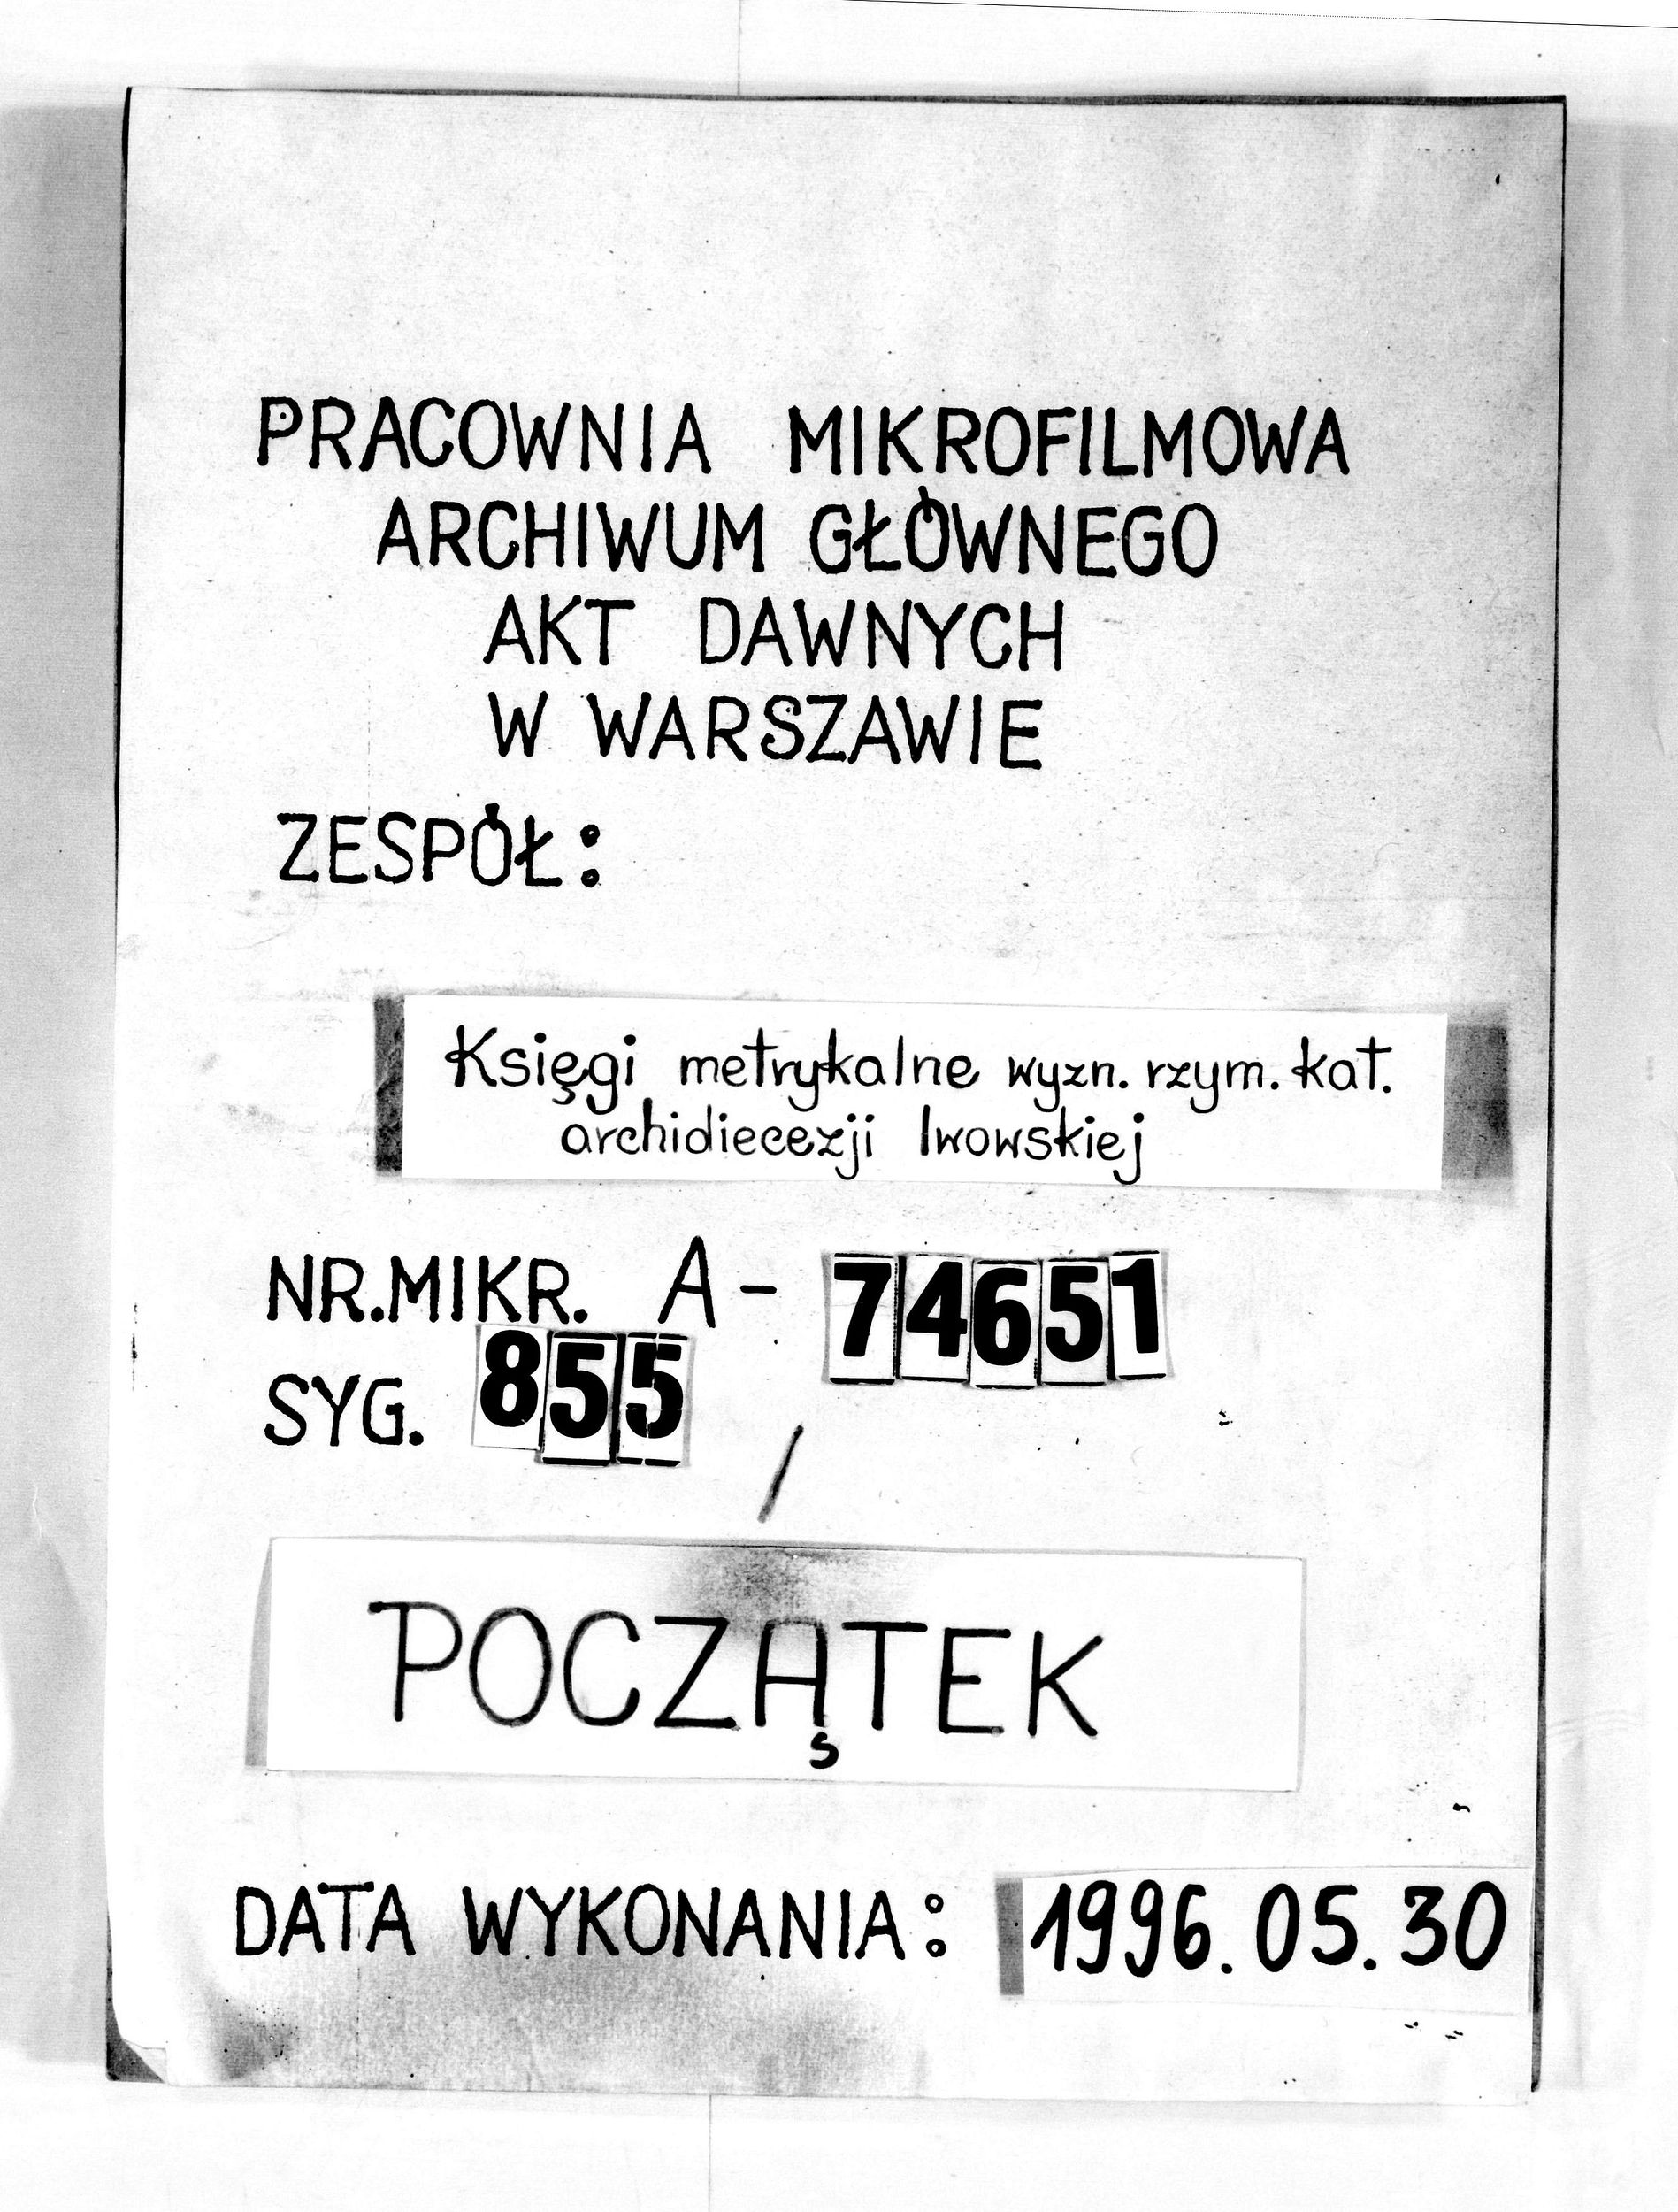 PRACOWNIA MIKROFILMOWA
ARCHIWUM GŁÓWNEGO
AKT DAWNYCH
W WARSZAWIE
ZESPÓŁ:
Księgi metrykalne wyzn. rzym. kat.
archidiecezji lwowskiej
NR.MIKR. A- 74651
SYG. 855 /
POCZĄTEK
DATA WYKONANIA: 1996.05.30